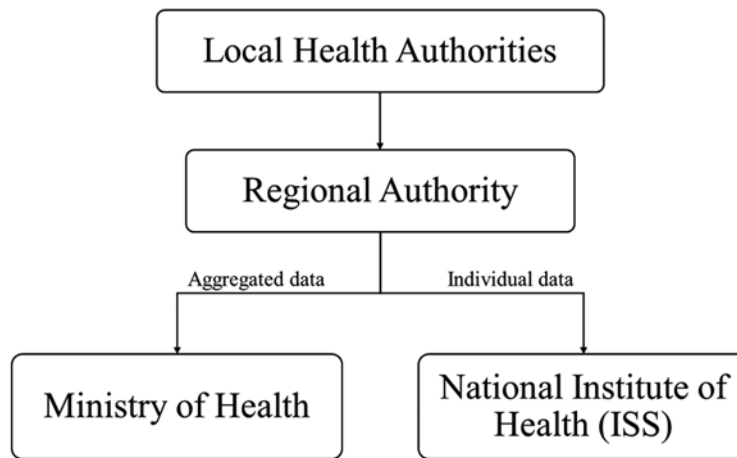 Local Health Authorities
Regional Authority
Aggregated data
Individual data
Ministry of Health
National Institute of
Health (ISS)